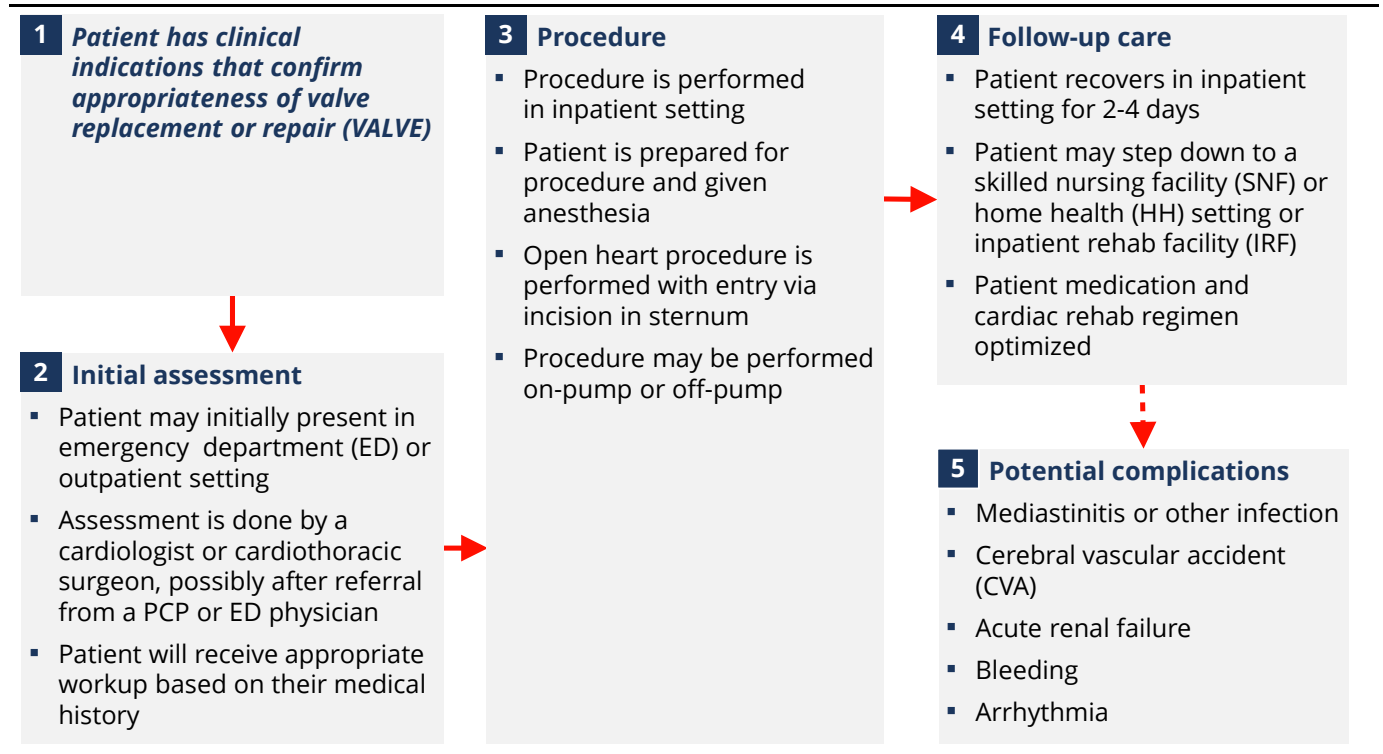 1 Patient has clinical
indications that confirm
appropriateness of valve
replacement or repair (VALVE)
2 Initial assessment
▪ Patient may initially present in
emergency department (ED) or
outpatient setting
▪ Assessment is done by a
cardiologist or cardiothoracic
surgeon, possibly after referral
from a PCP or ED physician
▪ Patient will receive appropriate
workup based on their medical
history
3 Procedure
▪ Procedure is performed
in inpatient setting
▪ Patient is prepared for
procedure and given
anesthesia
▪ Open heart procedure is
performed with entry via
incision in sternum
▪ Procedure may be performed
on-pump or off-pump
4 Follow-up care
▪ Patient recovers in inpatient
setting for 2-4 days
▪ Patient may step down to a
skilled nursing facility (SNF) or
home health (HH) setting or
inpatient rehab facility (IRF)
▪ Patient medication and
cardiac rehab regimen
optimized
5 Potential complications
▪ Mediastinitis or other infection
▪ Cerebral vascular accident
(CVA)
▪ Acute renal failure
▪ Bleeding
▪ Arrhythmia